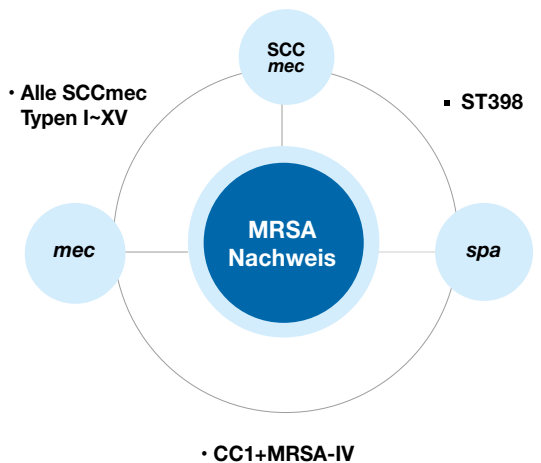 SCC
mec
· Alle SCCmec
Typen I~XV
▪ ST398
mec
MRSA
Nachweis
spa
· CC1+MRSA-IV